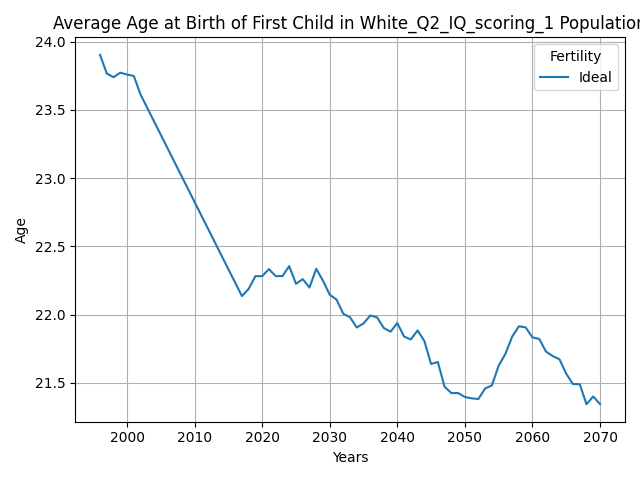 Average Age at Birth of First Child in White_Q2_IQ_scoring_1 Population
Fertility
Ideal
24.0
23.5
23.0
22.5
22.0
21.5
Age
2000 2010 2020 2030 2040 2050 2060 2070
Years